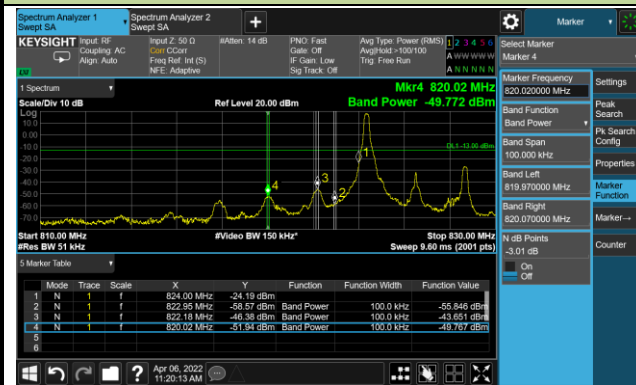 Spectrum Analyzer 1
Swept SA
Spectrum Analyzer 2
Swept SA
+
Marker
KEYSIGHT
Input: RF
Coupling: AC
Align: Auto
Input Z: 50 Ω
Corr CCorr
Freq Ref: Int (S)
NFE: Adaptive
#Atten: 14 dB
PNO: Fast
Gate: Off
IF Gain: Low
Sig Track: Off
Avg Type: Power (RMS)
Avg|Hold:>100/100
Trig: Free Run
1 2 3 4 5 6
A W W W W W
A N N N N N
Select Marker
Marker 4
1 Spectrum
Scale/Div 10 dB
Ref Level 20.00 dBm
Mkr4 820.02 MHz
Band Power -49.772 dBm
Log
10.0
0.00
-10.0
-20.0
-30.0
-40.0
-50.0
-60.0
-70.0
DL1 -13.00 dBm
1
2
3
4
Start 810.00 MHz
#Res BW 51 kHz
#Video BW 150 kHz*
Stop 830.00 MHz
Sweep 9.60 ms (2001 pts)
5 Marker Table
Mode Trace Scale X Y Function Function Width Function Value
1 N 1 f 824.00 MHz -24.19 dBm
2 N 1 f 822.95 MHz -58.57 dBm Band Power 100.0 kHz -55.846 dBm
3 N 1 f 822.18 MHz -46.38 dBm Band Power 100.0 kHz -43.651 dBm
4 N 1 f 820.02 MHz -51.94 dBm Band Power 100.0 kHz -49.767 dBm
5
6
Marker Frequency
820.020000 MHz
Band Function
Band Power
Band Span
100.000 kHz
Band Left
819.970000 MHz
Band Right
820.070000 MHz
N dB Points
-3.01 dB
On
Off
Settings
Peak
Search
Pk Search
Config
Properties
Marker
Function
Marker→
Counter
?
Apr 06, 2022
11:20:13 AM